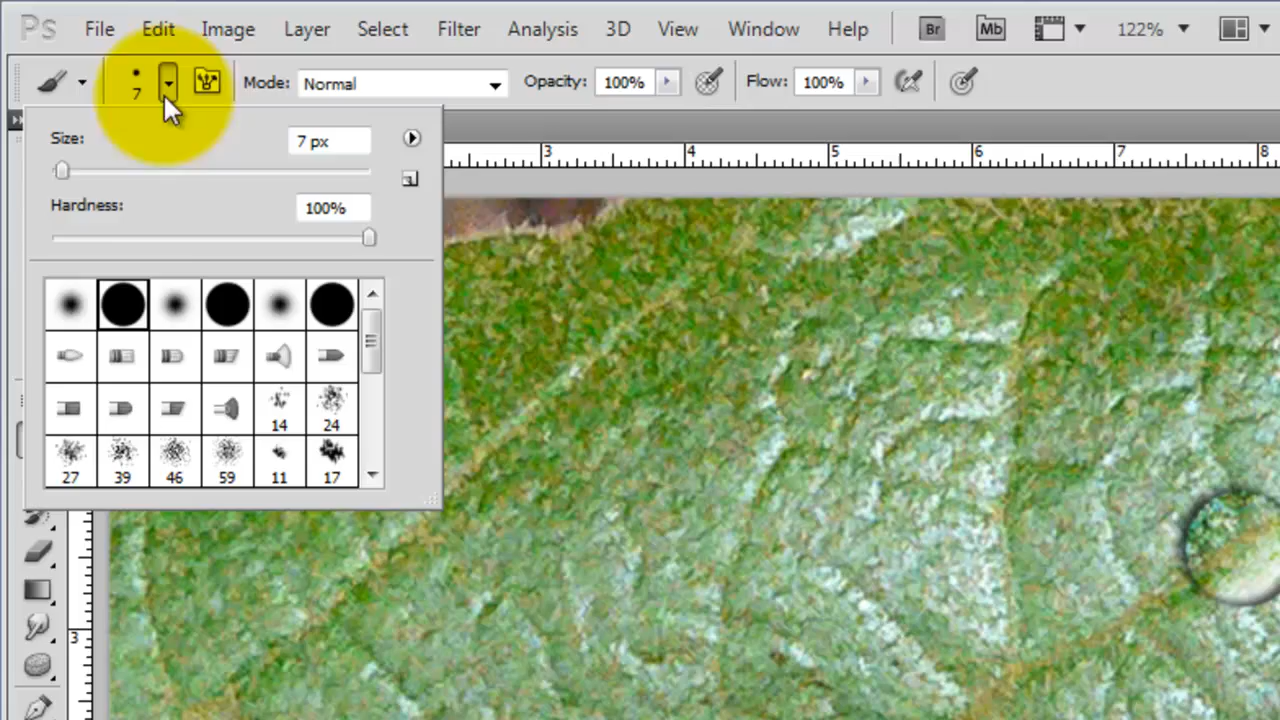 Ps File Edit Image Layer Select Filter Analysis 3D View Window Help Br Mb 122%
7 Mode: Normal Opacity: 100% Flow: 100%
Size: 7 px
3 4 5 6 7 8
Hardness: 100%
14 24
27 39 46 59 11 17
3